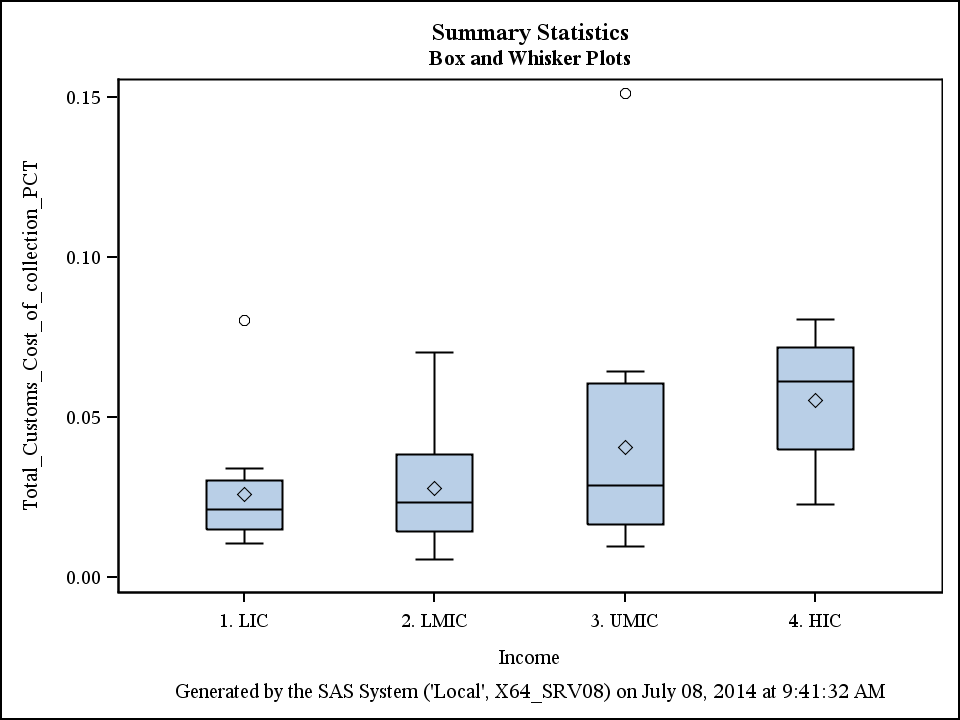 Summary Statistics
Box and Whisker Plots
Total_Customs_Cost_of_collection_PCT
0.15
0.10
0.05
0.00
1. LIC
2. LMIC
3. UMIC
4. HIC
Income
Generated by the SAS System ('Local', X64_SRV08) on July 08, 2014 at 9:41:32 AM